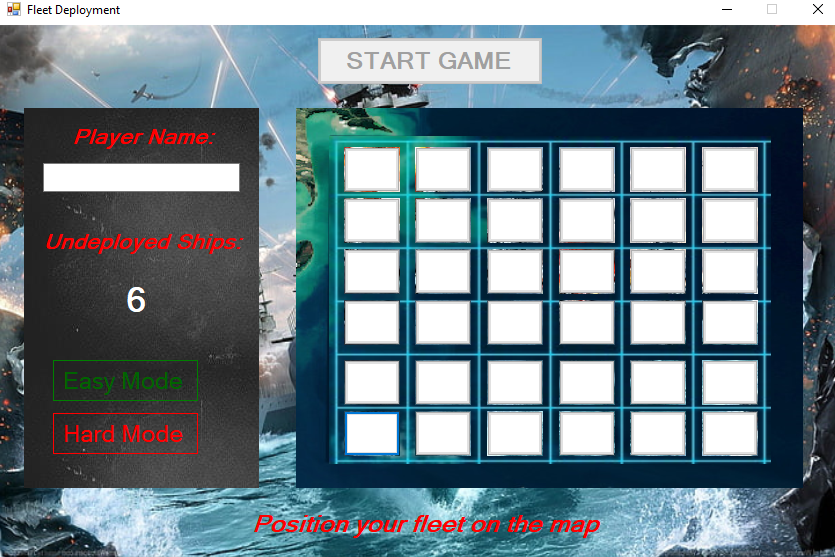 Fleet Deployment
START GAME
Player Name:
Undeployed Ships:
6
Easy Mode
Hard Mode
Position your fleet on the map